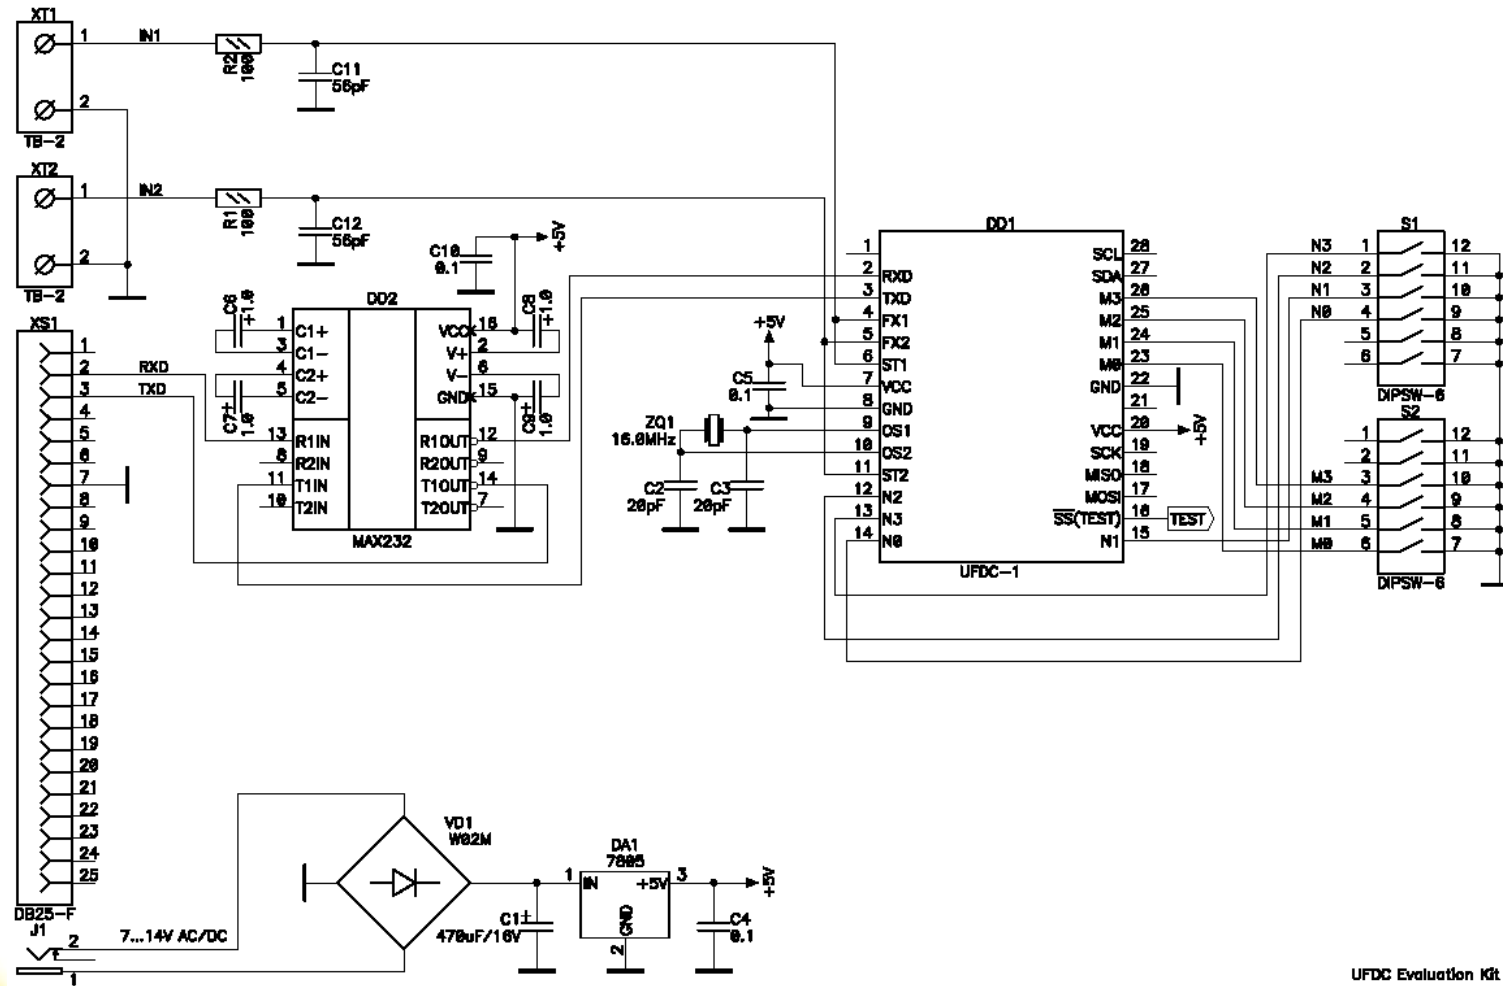 XT1
1 IN1
2
TB-2
R2
100
C11
56pF
XT2
1 IN2
2
TB-2
R1
100
C12
56pF
XS1
1
2 RXD
3 TXD
4
5
6
7
8
9
10
11
12
13
14
15
16
17
18
19
20
21
22
23
24
25
DB25-F
J1
2
1
7...14V AC/DC
C6
+1.0
C7+
1.0
C10
0.1
+5V
C8
+1.0
C9+
1.0
DD2
1 C1+
3 C1-
4 C2+
5 C2-
13 R1IN
8 R2IN
11 T1IN
10 T2IN
VCC 16
V+ 2
V- 6
GND 15
R1OUT 12
R2OUT 9
T1OUT 14
T2OUT 7
MAX232
+5V
C5
0.1
ZQ1
16.0MHz
C2
20pF
C3
20pF
DD1
1
2 RXD
3 TXD
4 FX1
5 FX2
6 ST1
7 VCC
8 GND
9 OS1
10 OS2
11 ST2
12 N2
13 N3
14 N0
SCL 28
SDA 27
M3 26
M2 25
M1 24
M0 23
GND 22
21
VCC 20
SCK 19
MISO 18
MOSI 17
SS(TEST) 16
N1 15
UFDC-1
+5V
TEST
S1
N3 1 12
N2 2 11
N1 3 10
N0 4 9
5 8
6 7
DIPSW-6
S2
1 12
2 11
M3 3 10
M2 4 9
M1 5 8
M0 6 7
DIPSW-6
VD1
W02M
C1+
470uF/16V
DA1
7805
1 IN
+5V 3
GND
2
C4
0.1
+5V
UFDC Evaluation Kit